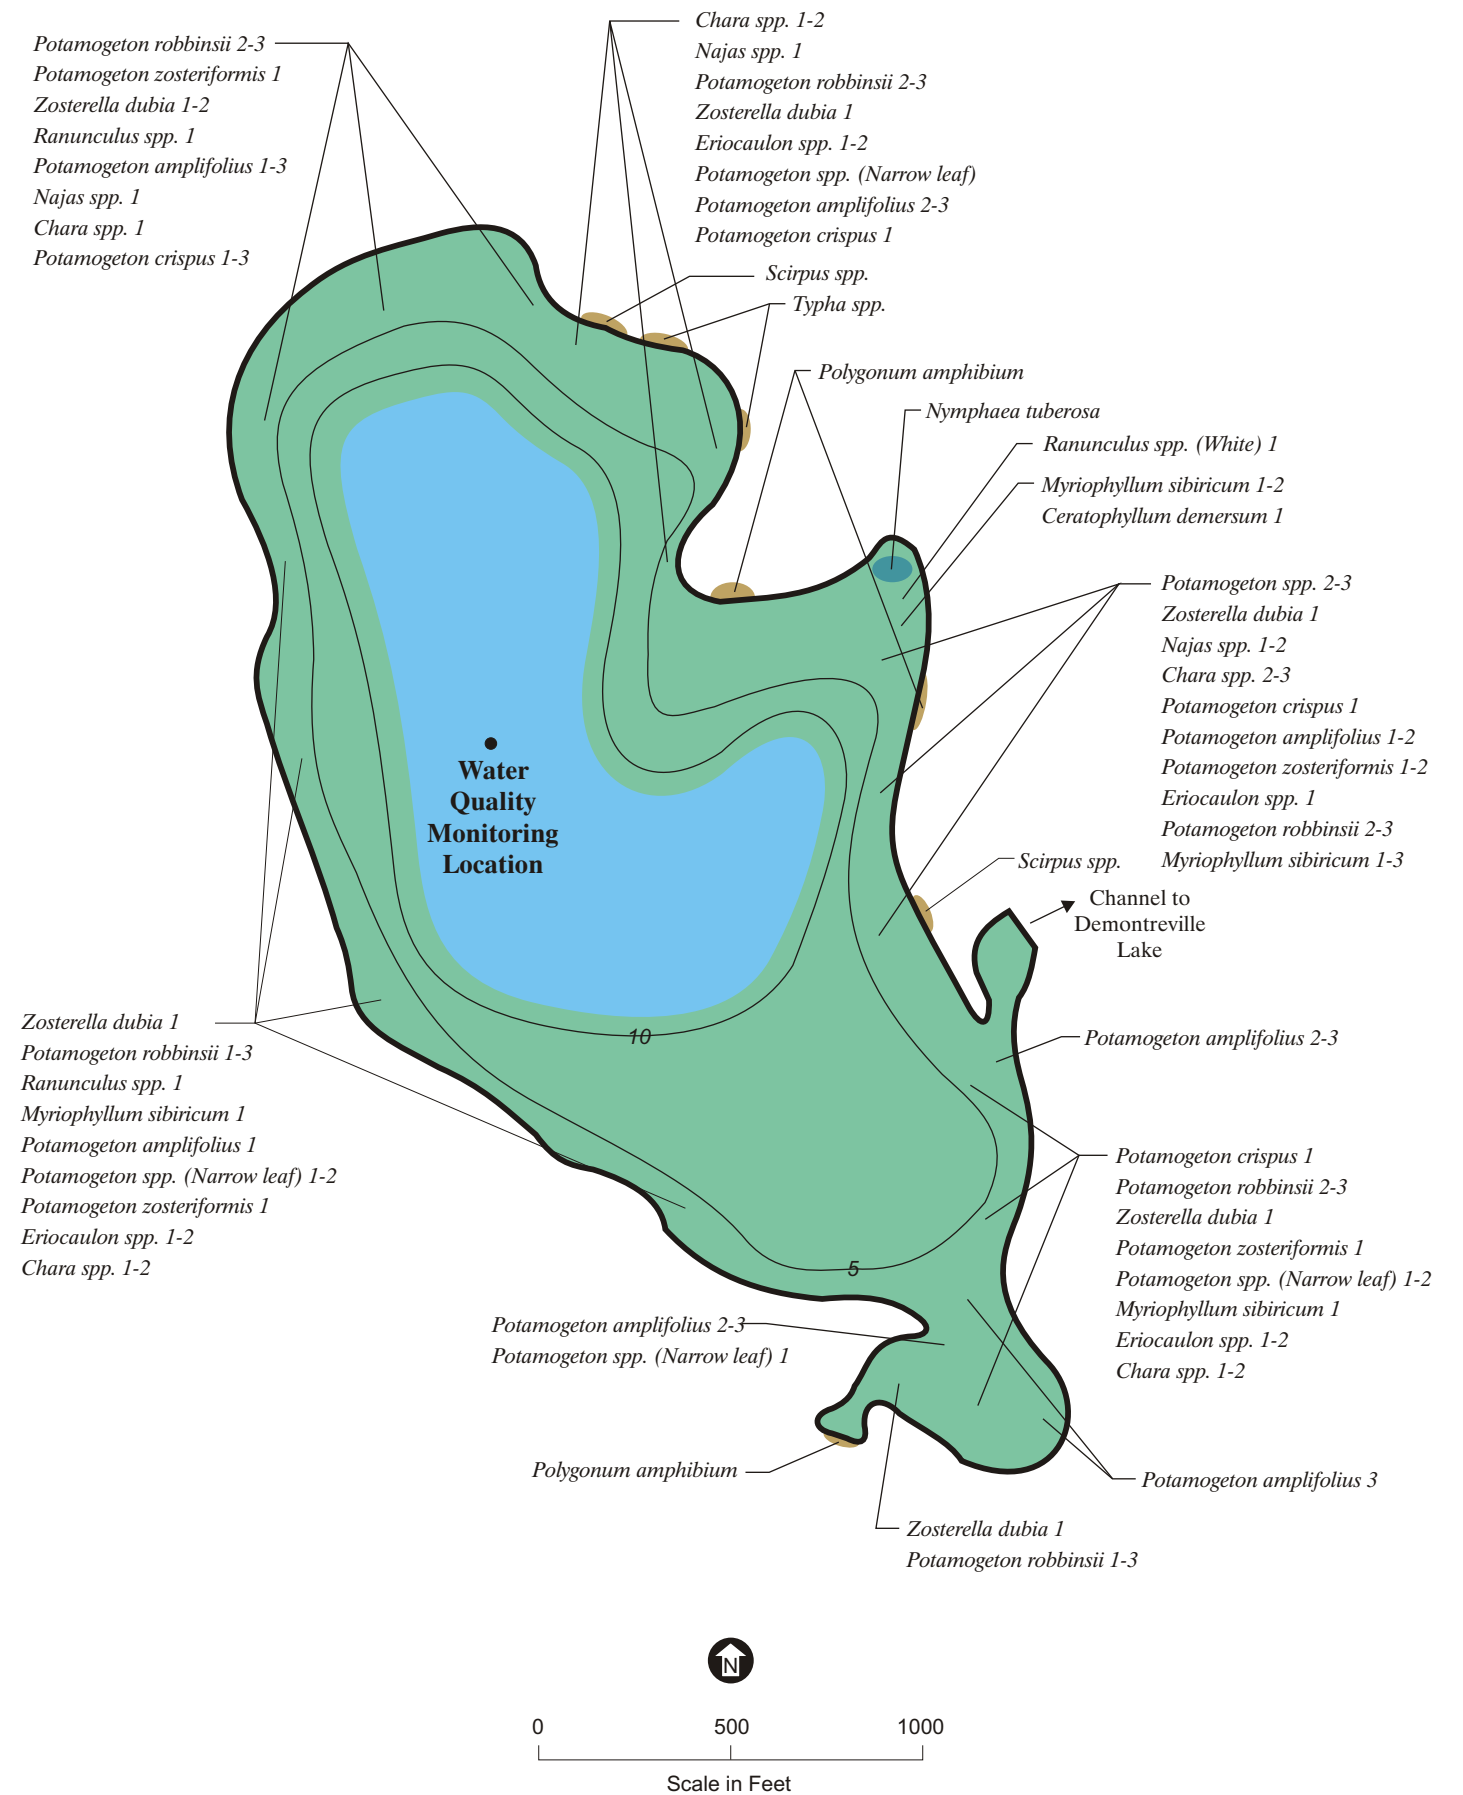 Potamogeton robbinsii 2-3
Potamogeton zosteriformis 1
Zosterella dubia 1-2
Ranunculus spp. 1
Potamogeton amplifolius 1-3
Najas spp. 1
Chara spp. 1
Potamogeton crispus 1-3
Chara spp. 1-2
Najas spp. 1
Potamogeton robbinsii 2-3
Zosterella dubia 1
Eriocaulon spp. 1-2
Potamogeton spp. (Narrow leaf)
Potamogeton amplifolius 2-3
Potamogeton crispus 1
Scirpus spp.
Typha spp.
Polygonum amphibium
Nymphaea tuberosa
Ranunculus spp. (White) 1
Myriophyllum sibiricum 1-2
Ceratophyllum demersum 1
Potamogeton spp. 2-3
Zosterella dubia 1
Najas spp. 1-2
Chara spp. 2-3
Potamogeton crispus 1
Potamogeton amplifolius 1-2
Potamogeton zosteriformis 1-2
Eriocaulon spp. 1
Potamogeton robbinsii 2-3
Myriophyllum sibiricum 1-3
Water
Quality
Monitoring
Location
Scirpus spp.
Channel to
Demontreville
Lake
Zosterella dubia 1
Potamogeton robbinsii 1-3
Ranunculus spp. 1
Myriophyllum sibiricum 1
Potamogeton amplifolius 1
Potamogeton spp. (Narrow leaf) 1-2
Potamogeton zosteriformis 1
Eriocaulon spp. 1-2
Chara spp. 1-2
10
Potamogeton amplifolius 2-3
Potamogeton crispus 1
Potamogeton robbinsii 2-3
Zosterella dubia 1
Potamogeton zosteriformis 1
Potamogeton spp. (Narrow leaf) 1-2
Myriophyllum sibiricum 1
Eriocaulon spp. 1-2
Chara spp. 1-2
5
Potamogeton amplifolius 2-3
Potamogeton spp. (Narrow leaf) 1
Polygonum amphibium
Potamogeton amplifolius 3
Zosterella dubia 1
Potamogeton robbinsii 1-3
N
0 500 1000
Scale in Feet